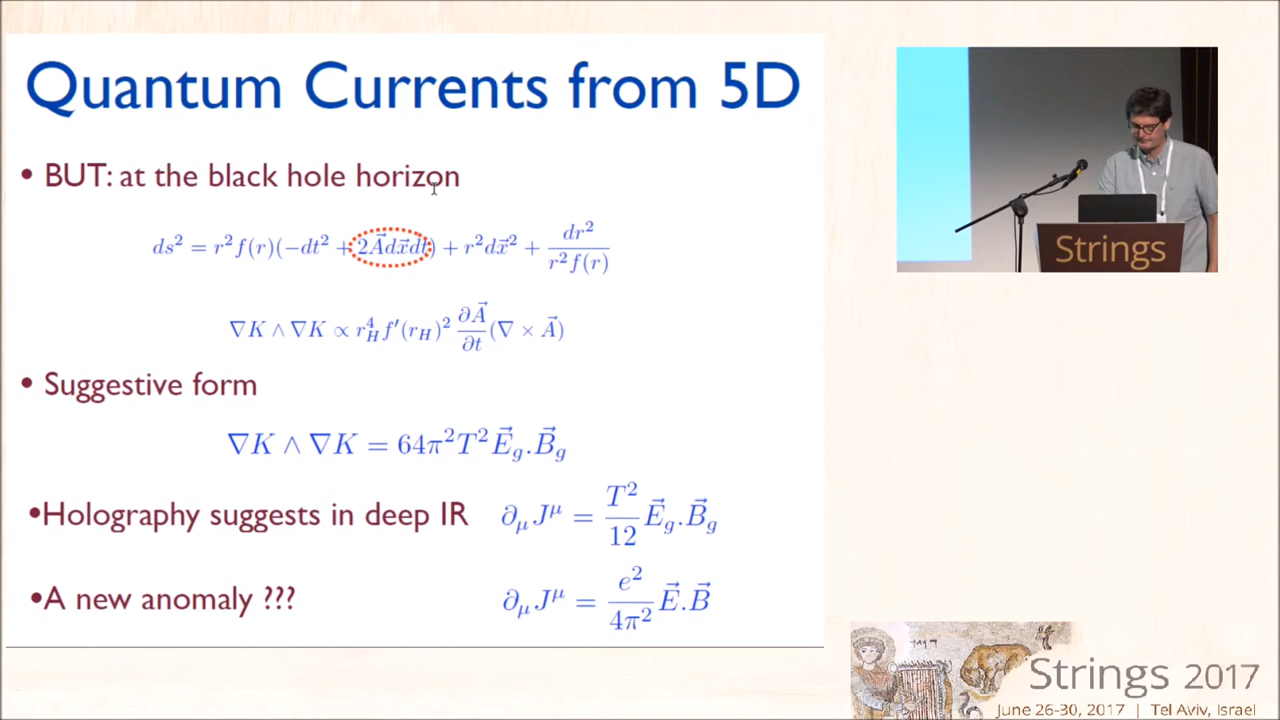 Quantum Currents from 5D
• BUT: at the black hole horizon
ds² = r²f(r)(−dt² + 2A⃗dx⃗dt) + r²dx⃗² + dr²/(r²f(r))
∇K ∧ ∇K ∝ r_H⁴ f′(r_H)² ∂A⃗/∂t (∇ × A⃗)
• Suggestive form
∇K ∧ ∇K = 64π²T²E⃗_g.B⃗_g
•Holography suggests in deep IR ∂_μJ^μ = T²/12 E⃗_g.B⃗_g
•A new anomaly ??? ∂_μJ^μ = e²/4π² E⃗.B⃗
Strings
Strings 2017
June 26-30, 2017 | Tel Aviv, Israel